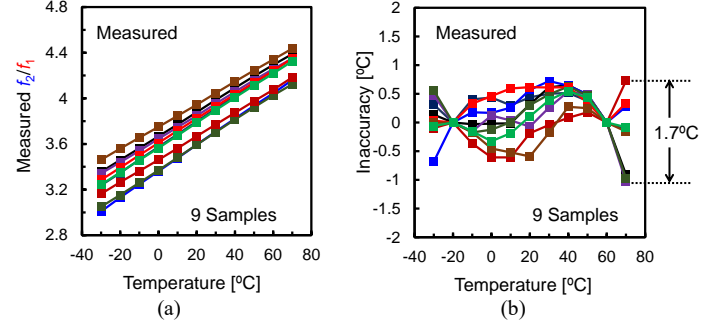 Measured
Measured f2/f1
4.8
4.4
4
3.6
3.2
2.8
9 Samples
-40 -20 0 20 40 60 80
Temperature [ºC]
(a)
Measured
Inaccuracy [ºC]
2
1.5
1
0.5
0
-0.5
-1
-1.5
-2
1.7ºC
9 Samples
-40 -20 0 20 40 60 80
Temperature [ºC]
(b)